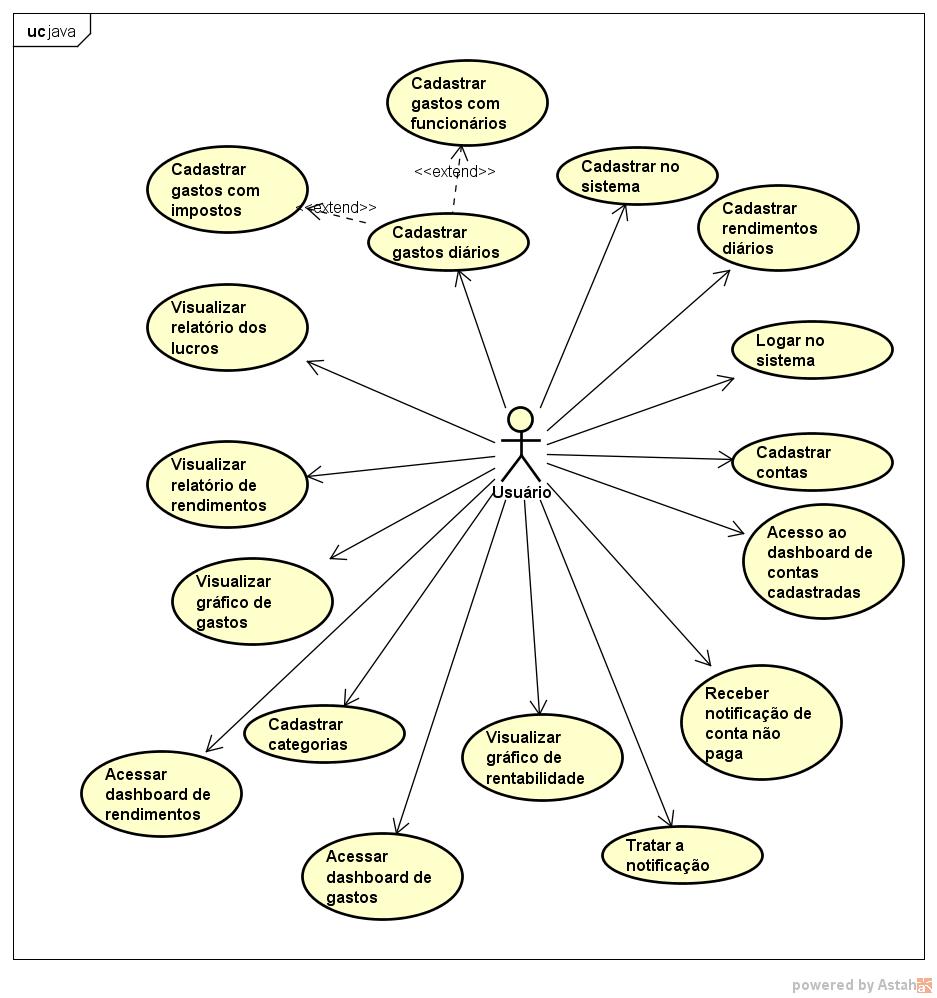 uc java
Cadastrar
gastos com
funcionários
Cadastrar
gastos com
impostos
<<extend>>
<<extend>>
Cadastrar no
sistema
Cadastrar
gastos diários
Cadastrar
rendimentos
diários
Visualizar
relatório dos
lucros
Logar no
sistema
Cadastrar
contas
Visualizar
relatório de
rendimentos
Usuário
Acesso ao
dashboard de
contas
cadastradas
Visualizar
gráfico de
gastos
Receber
notificação de
conta não
paga
Cadastrar
categorias
Visualizar
gráfico de
rentabilidade
Acessar
dashboard de
rendimentos
Tratar a
notificação
Acessar
dashboard de
gastos
powered by Astah